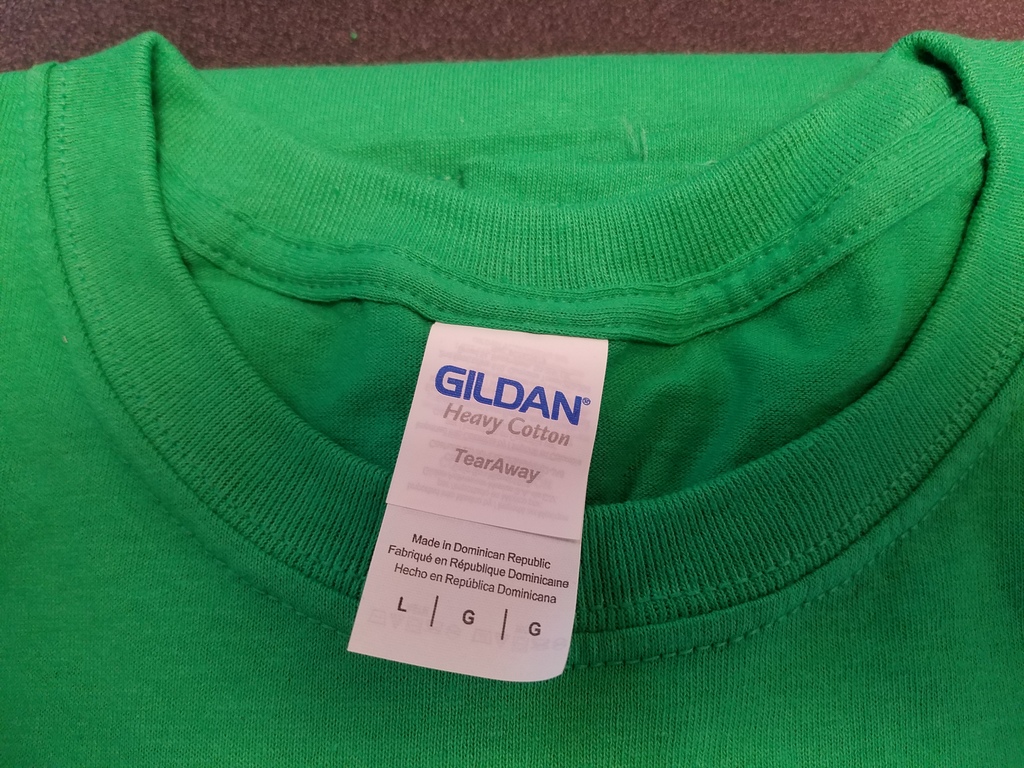 GILDAN®
Heavy Cotton
TearAway
Made in Dominican Republic
Fabriqué en République Dominicaine
Hecho en República Dominicana
L | G | G